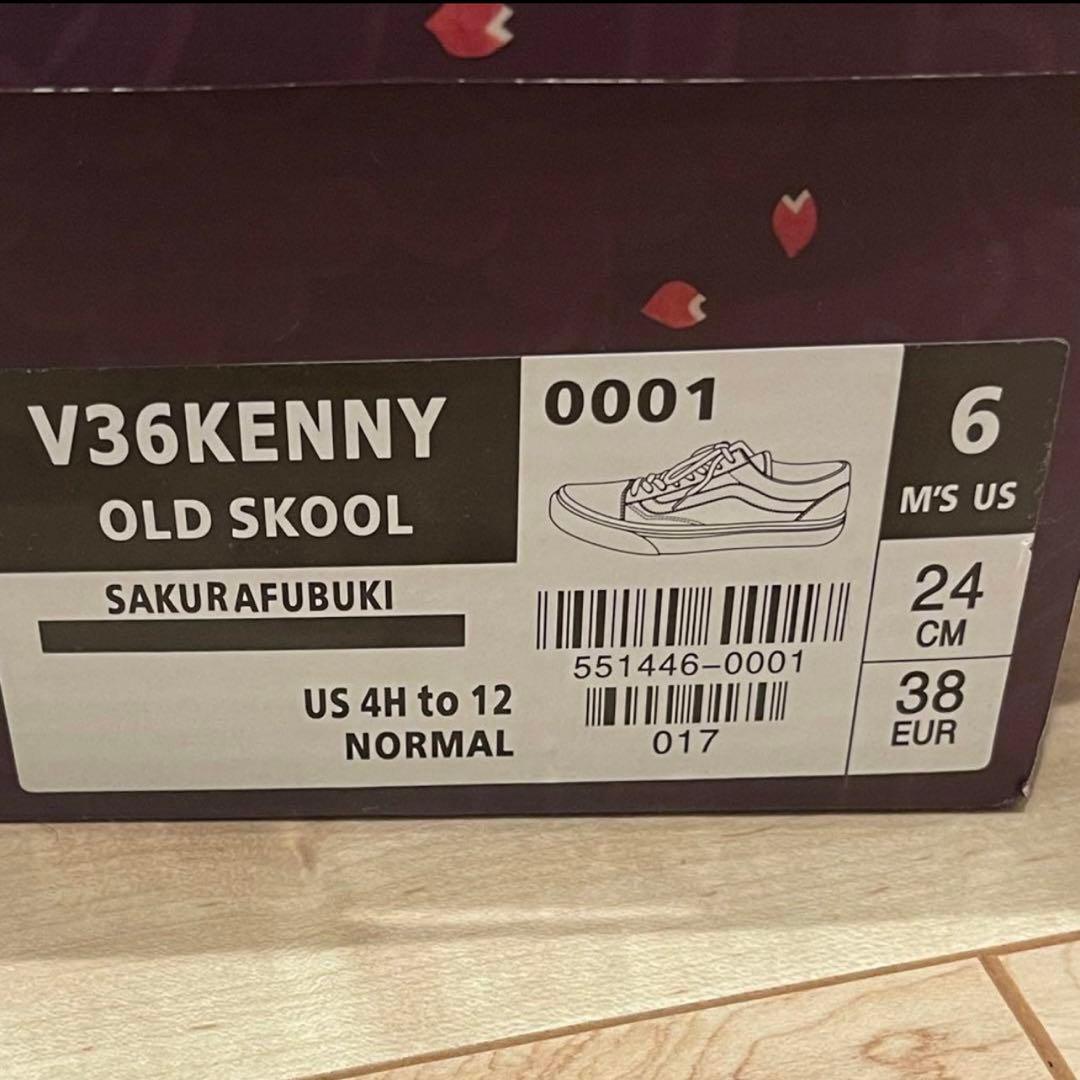 V36KENNY
OLD SKOOL
SAKURAFUBUKI
US 4H to 12
NORMAL
0001
551446-0001
017
6
M'S US
24
CM
38
EUR